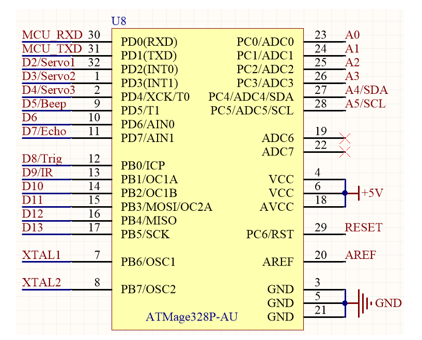 U8
MCU_RXD 30 PD0(RXD) PC0/ADC0 23 A0
MCU_TXD 31 PD1(TXD) PC1/ADC1 24 A1
D2/Servo1 32 PD2(INT0) PC2/ADC2 25 A2
D3/Servo2 1 PD3(INT1) PC3/ADC3 26 A3
D4/Servo3 2 PD4/XCK/T0 PC4/ADC4/SDA 27 A4/SDA
D5/Beep 9 PD5/T1 PC5/ADC5/SCL 28 A5/SCL
D6 10 PD6/AIN0
D7/Echo 11 PD7/AIN1 ADC6 19
ADC7 22
D8/Trig 12 PB0/ICP
D9/IR 13 PB1/OC1A VCC 4
D10 14 PB2/OC1B VCC 6 +5V
D11 15 PB3/MOSI/OC2A AVCC 18
D12 16 PB4/MISO
D13 17 PB5/SCK PC6/RST 29 RESET
XTAL1 7 PB6/OSC1 AREF 20 AREF
XTAL2 8 PB7/OSC2 GND 3
GND 5 GND
GND 21
ATMage328P-AU